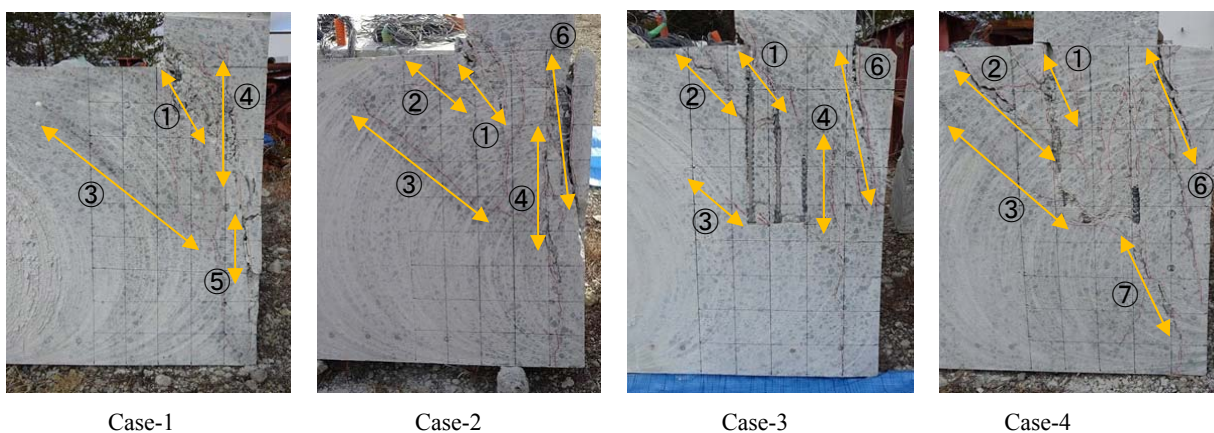 ① ④ ③ ⑤
⑥ ② ① ③ ④
① ⑥ ② ④ ③
② ① ⑥ ③ ⑦
Case-1 Case-2 Case-3 Case-4